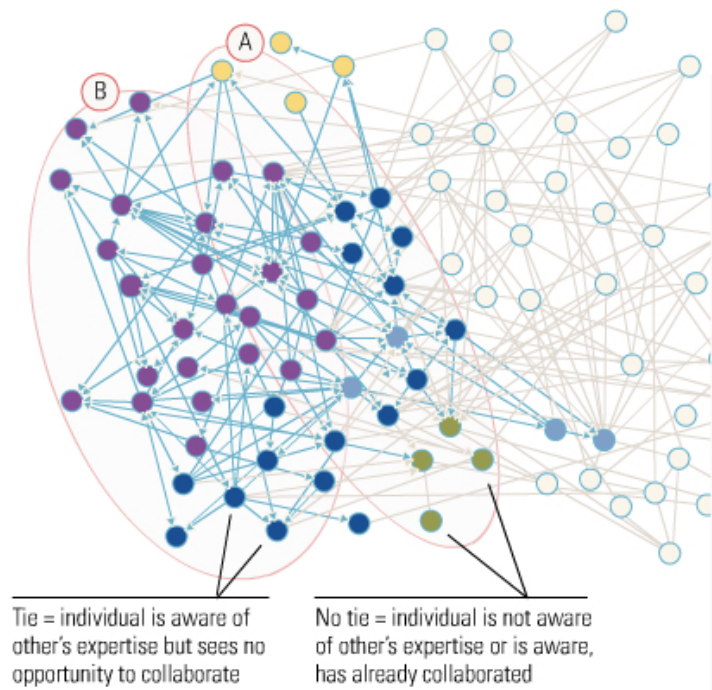 A
B
Tie = individual is aware of
other's expertise but sees no
opportunity to collaborate
No tie = individual is not aware
of other's expertise or is aware,
has already collaborated